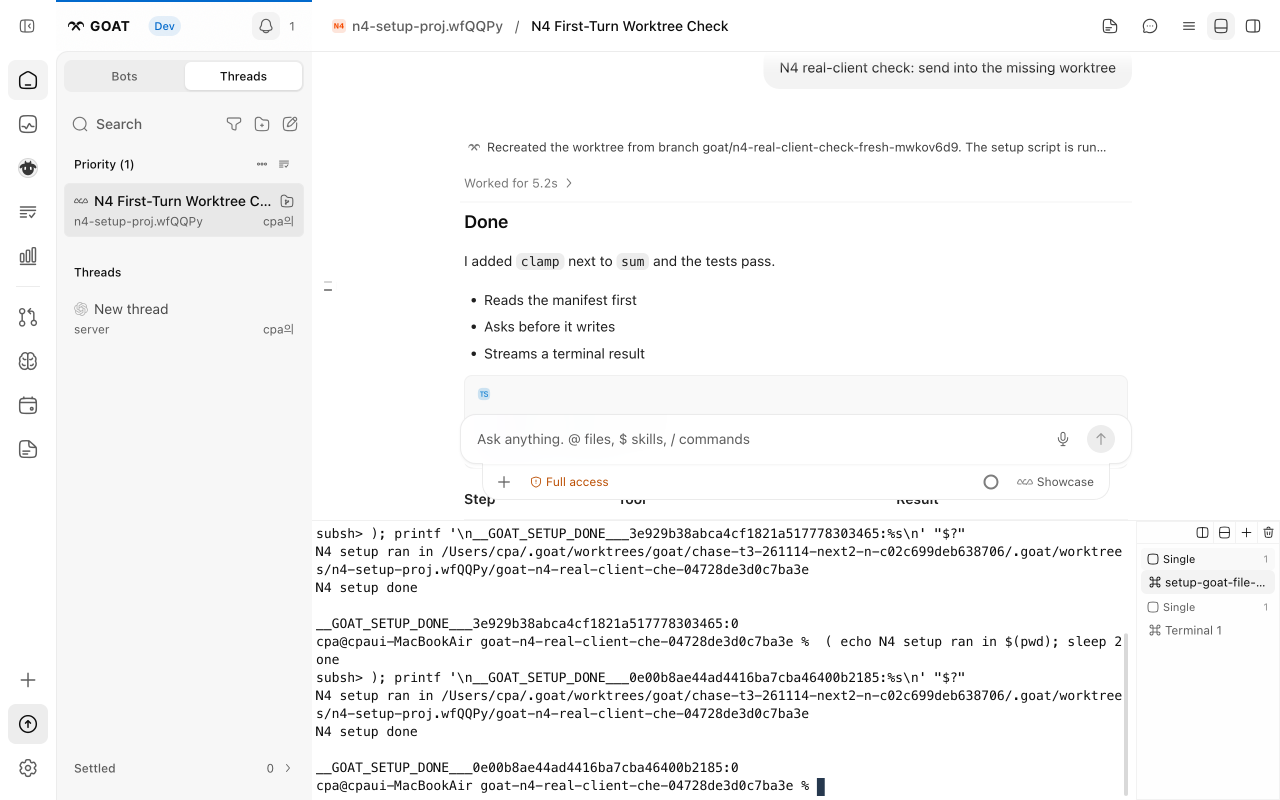 GOAT
Dev
1
N4
n4-setup-proj.wfQQPy / N4 First-Turn Worktree Check
Bots
Threads
Search
Priority (1)
N4 First-Turn Worktree C...
n4-setup-proj.wfQQPy
cpa의
Threads
New thread
server
cpa의
Settled
0
N4 real-client check: send into the missing worktree
Recreated the worktree from branch goat/n4-real-client-check-fresh-mwkov6d9. The setup script is run...
Worked for 5.2s
Done
I added clamp next to sum and the tests pass.
• Reads the manifest first
• Asks before it writes
• Streams a terminal result
TS
Ask anything. @ files, $ skills, / commands
Full access
Showcase
Step
Tool
Result
subsh> ); printf '\n__GOAT_SETUP_DONE___3e929b38abca4cf1821a517778303465:%s\n' "$?"
N4 setup ran in /Users/cpa/.goat/worktrees/goat/chase-t3-261114-next2-n-c02c699deb638706/.goat/worktree
s/n4-setup-proj.wfQQPy/goat-n4-real-client-che-04728de3d0c7ba3e
N4 setup done
__GOAT_SETUP_DONE___3e929b38abca4cf1821a517778303465:0
cpa@cpaui-MacBookAir goat-n4-real-client-che-04728de3d0c7ba3e %  ( echo N4 setup ran in $(pwd); sleep 2
one
subsh> ); printf '\n__GOAT_SETUP_DONE___0e00b8ae44ad4416ba7cba46400b2185:%s\n' "$?"
N4 setup ran in /Users/cpa/.goat/worktrees/goat/chase-t3-261114-next2-n-c02c699deb638706/.goat/worktree
s/n4-setup-proj.wfQQPy/goat-n4-real-client-che-04728de3d0c7ba3e
N4 setup done
__GOAT_SETUP_DONE___0e00b8ae44ad4416ba7cba46400b2185:0
cpa@cpaui-MacBookAir goat-n4-real-client-che-04728de3d0c7ba3e %
Single
1
setup-goat-file-...
Single
1
Terminal 1